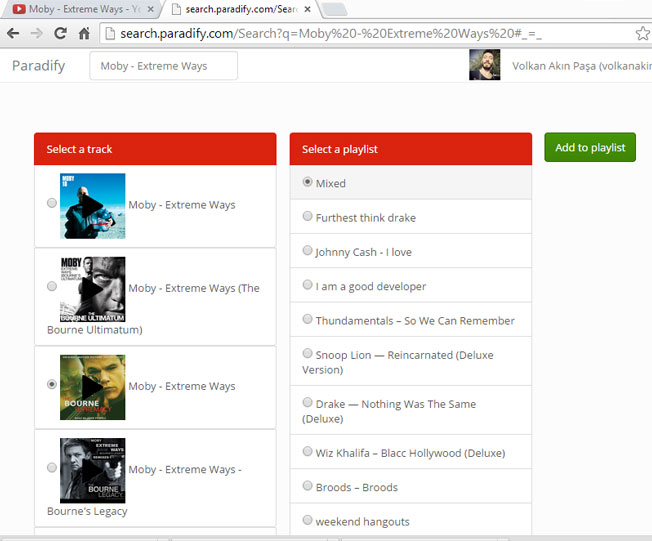 Moby - Extreme Ways - Yo
search.paradify.com/Sear
search.paradify.com/Search?q=Moby%20-%20Extreme%20Ways%20#_=_
Paradify
Moby - Extreme Ways
Volkan Akın Paşa (volkanakin
Select a track
MOBY
18
Moby - Extreme Ways
MOBY
EXTREME
WAYS
BOURNE'S
ULTIMATUM
THE
BOURNE ULTIMATUM
Moby - Extreme Ways (The
Bourne Ultimatum)
BOURNE
SUPREMACY
Moby - Extreme Ways
MOBY
EXTREME
WAYS
BOURNE
LEGACY
Moby - Extreme Ways -
Bourne's Legacy
Select a playlist
Mixed
Furthest think drake
Johnny Cash - I love
I am a good developer
Thundamentals – So We Can Remember
Snoop Lion — Reincarnated (Deluxe
Version)
Drake — Nothing Was The Same
(Deluxe)
Wiz Khalifa – Blacc Hollywood (Deluxe)
Broods – Broods
weekend hangouts
Add to playlist